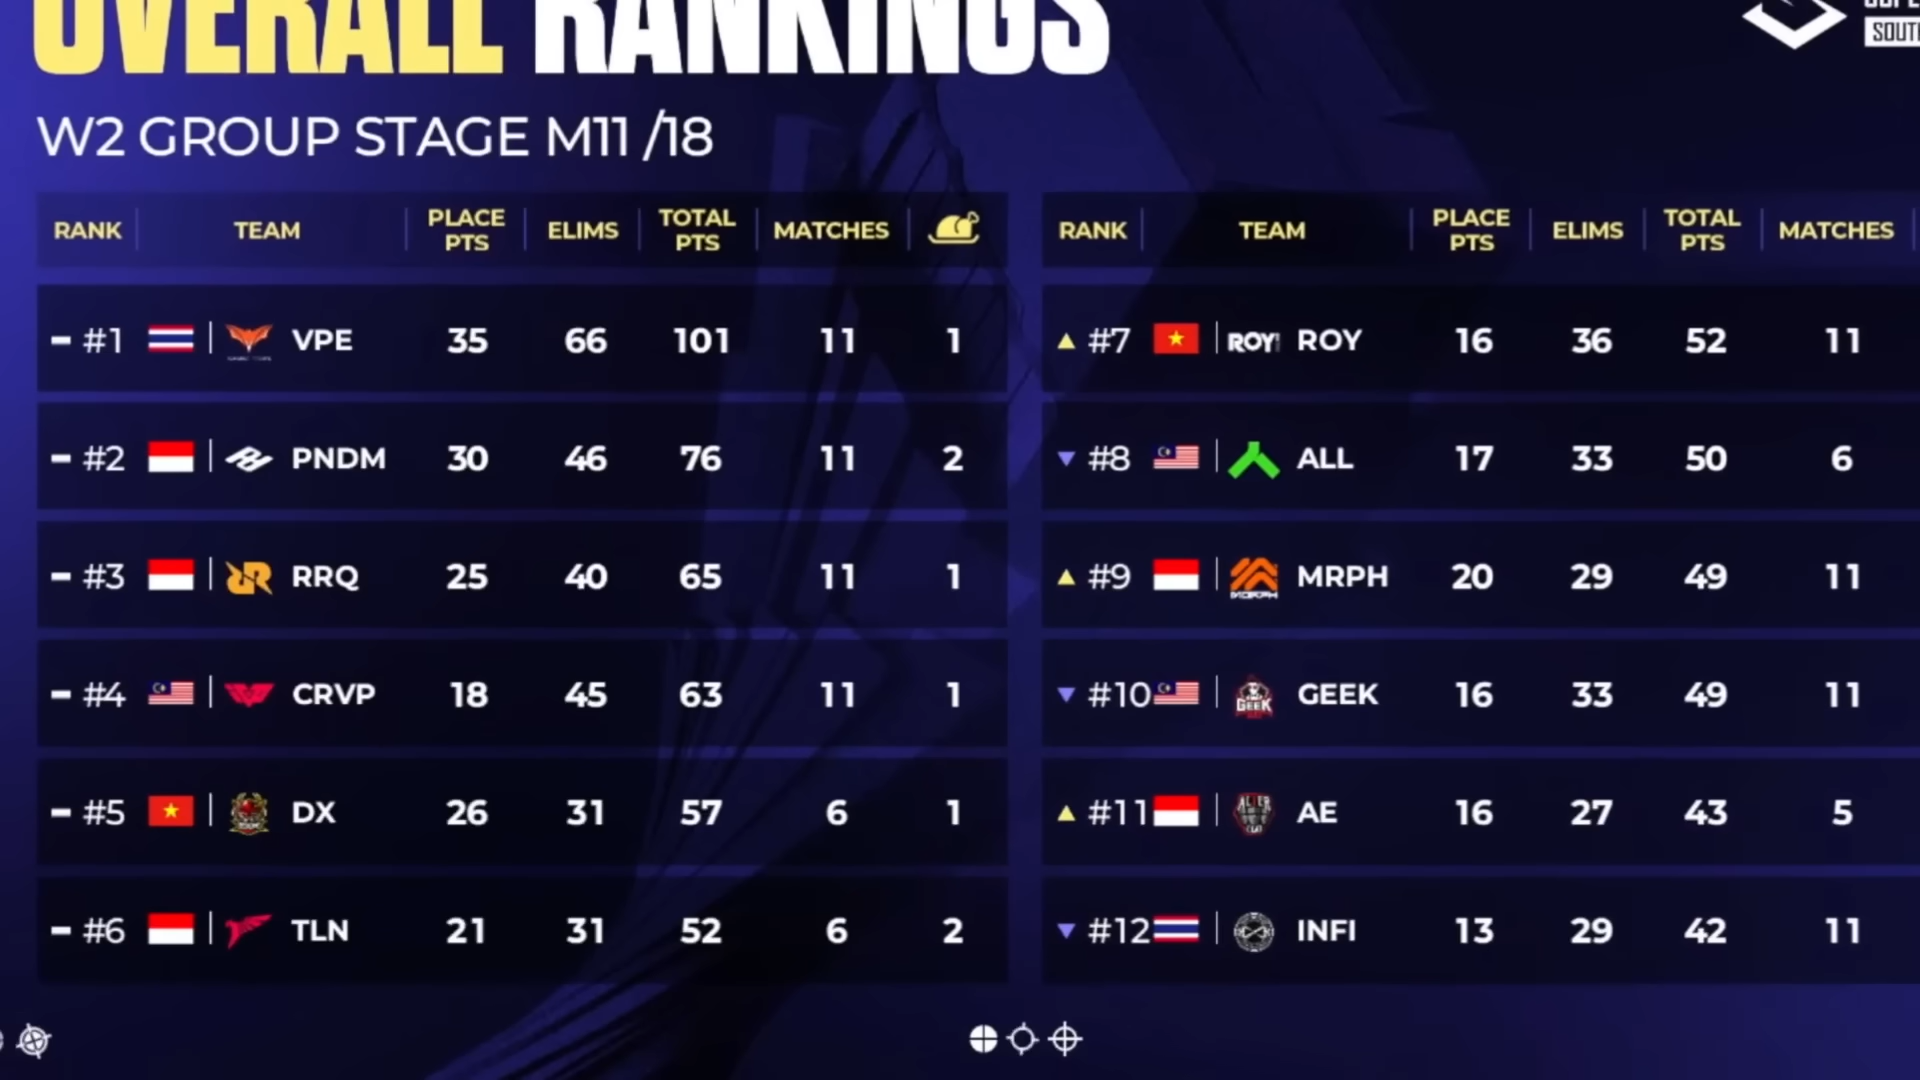 OVERALL RANKINGS
SOUTH
W2 GROUP STAGE M11 /18
RANK TEAM PLACE PTS ELIMS TOTAL PTS MATCHES
#1 VPE 35 66 101 11 1
#2 PNDM 30 46 76 11 2
#3 RRQ 25 40 65 11 1
#4 CRVP 18 45 63 11 1
#5 DX 26 31 57 6 1
#6 TLN 21 31 52 6 2
RANK TEAM PLACE PTS ELIMS TOTAL PTS MATCHES
#7 ROY ROY 16 36 52 11
#8 ALL 17 33 50 6
#9 MORPH MRPH 20 29 49 11
#10 GEEK GEEK 16 33 49 11
#11 AE 16 27 43 5
#12 INFI 13 29 42 11